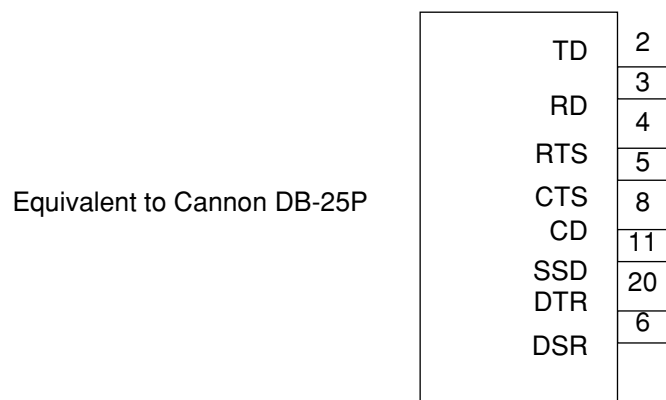 TD 2
3
RD
4
RTS
5
Equivalent to Cannon DB-25P
CTS 8
CD
11
SSD
20
DTR
6
DSR